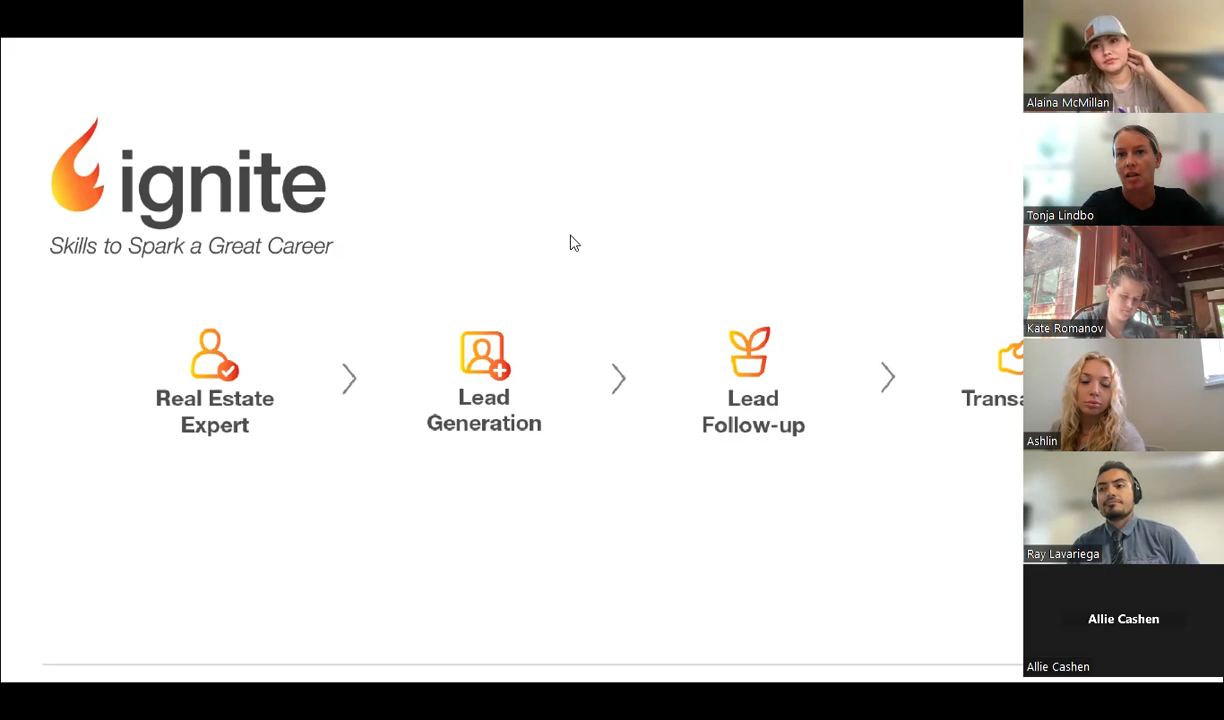 ignite
Skills to Spark a Great Career
Real Estate
Expert
Lead
Generation
Lead
Follow-up
Transa
Alaina McMillan
Tonja Lindbo
Kate Romanov
Ashlin
Ray Lavariega
Allie Cashen
Allie Cashen